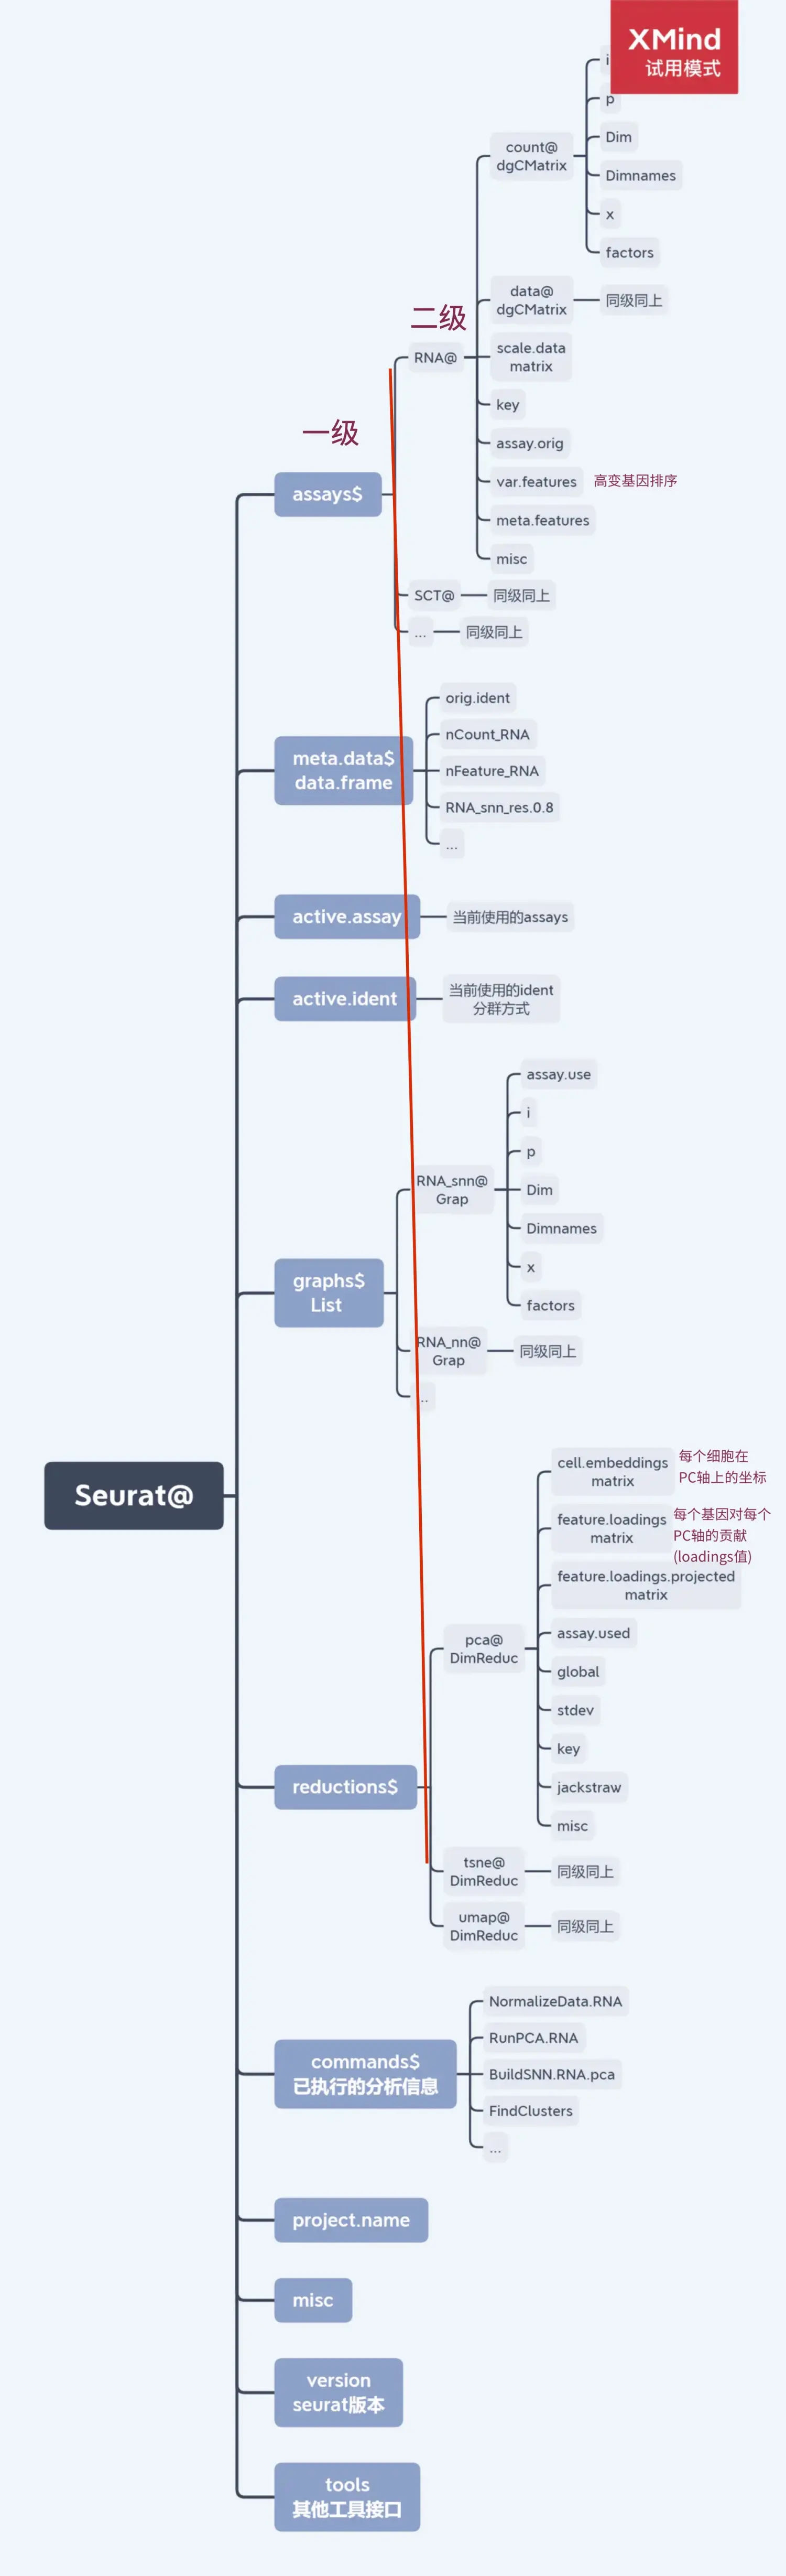 XMind
试用模式
i
p
count@
dgCMatrix
Dim
Dimnames
x
factors
data@
dgCMatrix
同级同上
二级
RNA@
scale.data
matrix
key
一级
assay.orig
assays$
var.features
高变基因排序
meta.features
misc
SCT@
同级同上
...
同级同上
meta.data$
data.frame
orig.ident
nCount_RNA
nFeature_RNA
RNA_snn_res.0.8
...
active.assay
当前使用的assays
active.ident
当前使用的ident
分群方式
graphs$
List
RNA_snn@
Grap
assay.use
i
p
Dim
Dimnames
x
factors
RNA_nn@
Grap
同级同上
...
Seurat@
reductions$
pca@
DimReduc
cell.embeddings
matrix
每个细胞在
PC轴上的坐标
feature.loadings
matrix
每个基因对每个
PC轴的贡献
(loadings值)
feature.loadings.projected
matrix
assay.used
global
stdev
key
jackstraw
misc
tsne@
DimReduc
同级同上
umap@
DimReduc
同级同上
commands$
已执行的分析信息
NormalizeData.RNA
RunPCA.RNA
BuildSNN.RNA.pca
FindClusters
...
project.name
misc
version
seurat版本
tools
其他工具接口